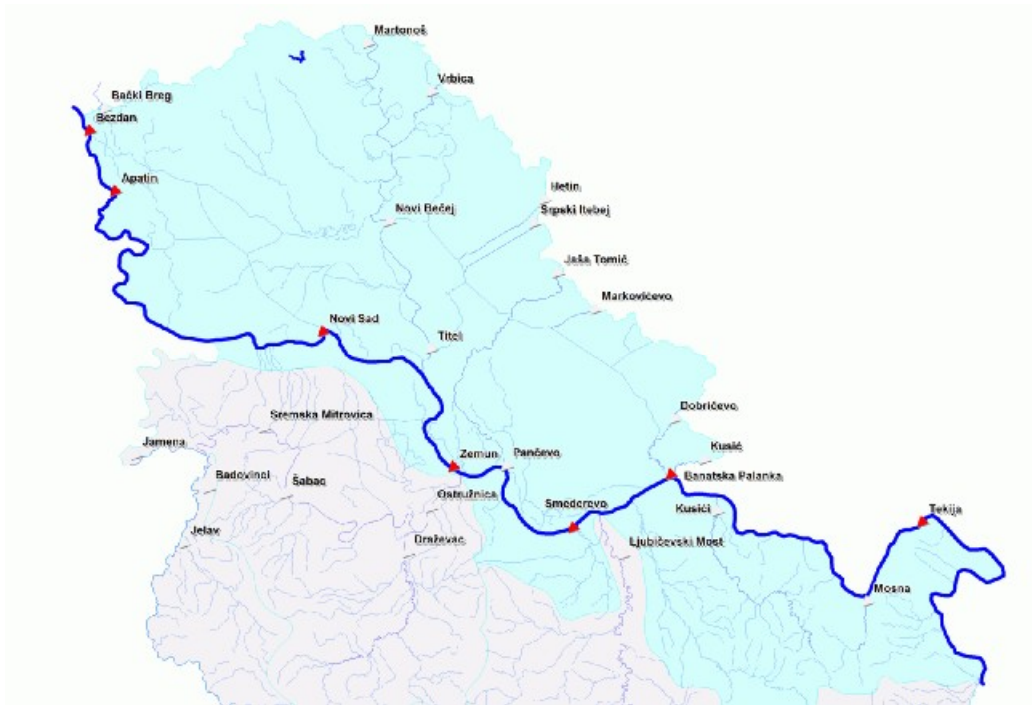 Martonoš
Vrbica
Bački Breg
Bezdan
Apatin
Hetin
Novi Bečej
Srpski Itebej
Jaša Tomić
Markovićevo
Novi Sad
Titel
Dobričevo
Sremska Mitrovica
Jamena
Kusić
Zemun
Pančevo
Badovinci
Banatska Palanka
Šabac
Ostružnica
Smederevo
Kusići
Tekija
Jelav
Draževac
Ljubičevski Most
Mosna